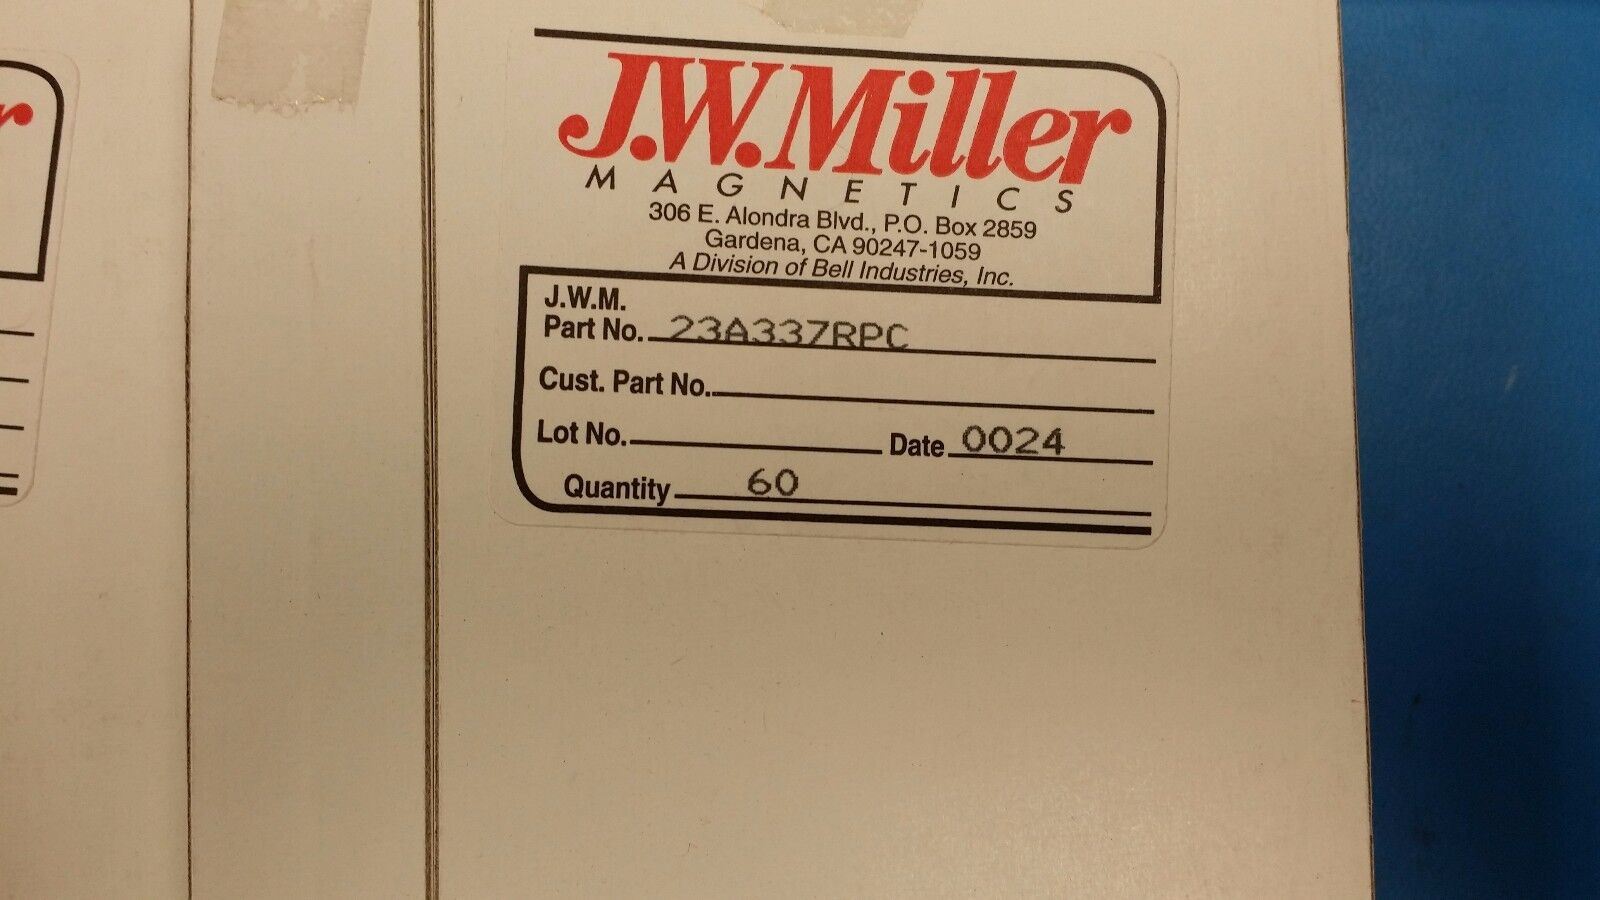 r
J.W.Miller
MAGNETICS
306 E. Alondra Blvd., P.O. Box 2859
Gardena, CA 90247-1059
A Division of Bell Industries, Inc.
J.W.M.
Part No. 23A337RPC
Cust. Part No.
Lot No. Date 0024
Quantity 60